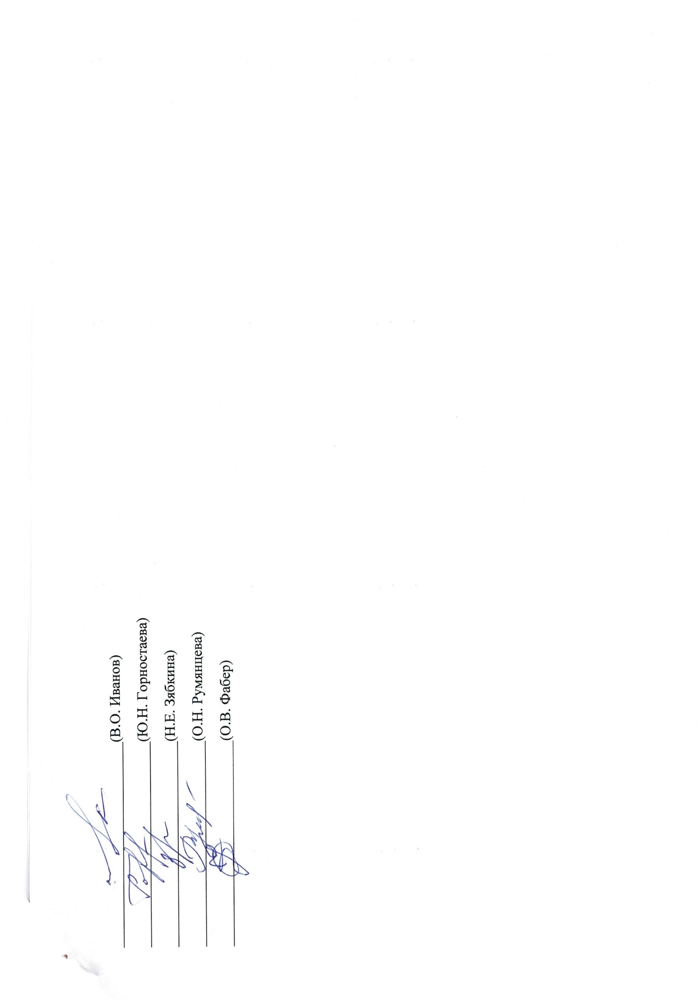 (В.О. Иванов)
(Ю.Н. Горностаева)
(Н.Е. Зябкина)
(О.Н. Румянцева)
(О.В. Фабер)